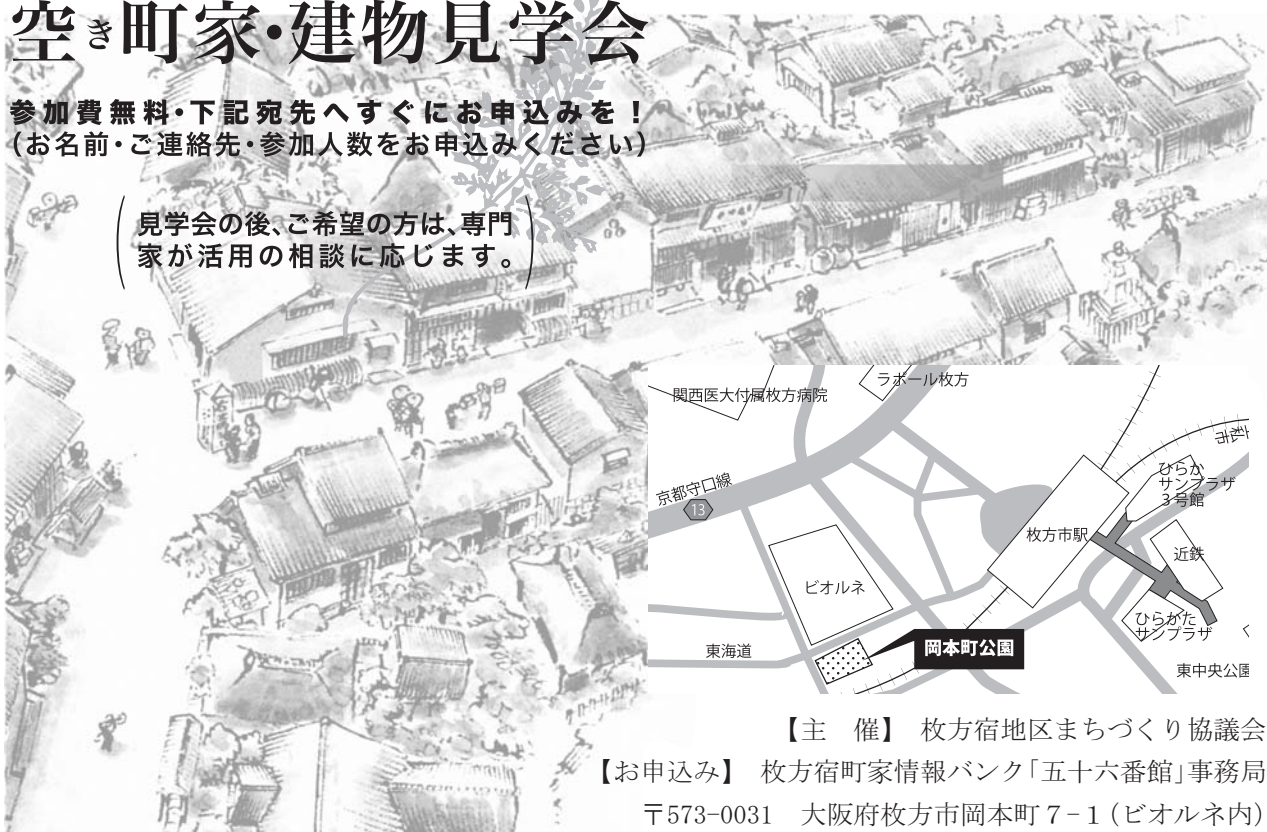 空き町家・建物見学会
参加費無料・下記宛先へすぐにお申込みを！
（お名前・ご連絡先・参加人数をお申込みください）
見学会の後、ご希望の方は、専門
家が活用の相談に応じます。
ラポール枚方
関西医大付属枚方病院
京都守口線
13
私市
ひらか
サンプラザ
３号館
枚方市駅
近鉄
ビオルネ
ひらかた
サンプラザ
東海道
岡本町公園
東中央公園
【主　催】　枚方宿地区まちづくり協議会
【お申込み】　枚方宿町家情報バンク「五十六番館」事務局
〒573-0031　大阪府枚方市岡本町７−１（ビオルネ内）